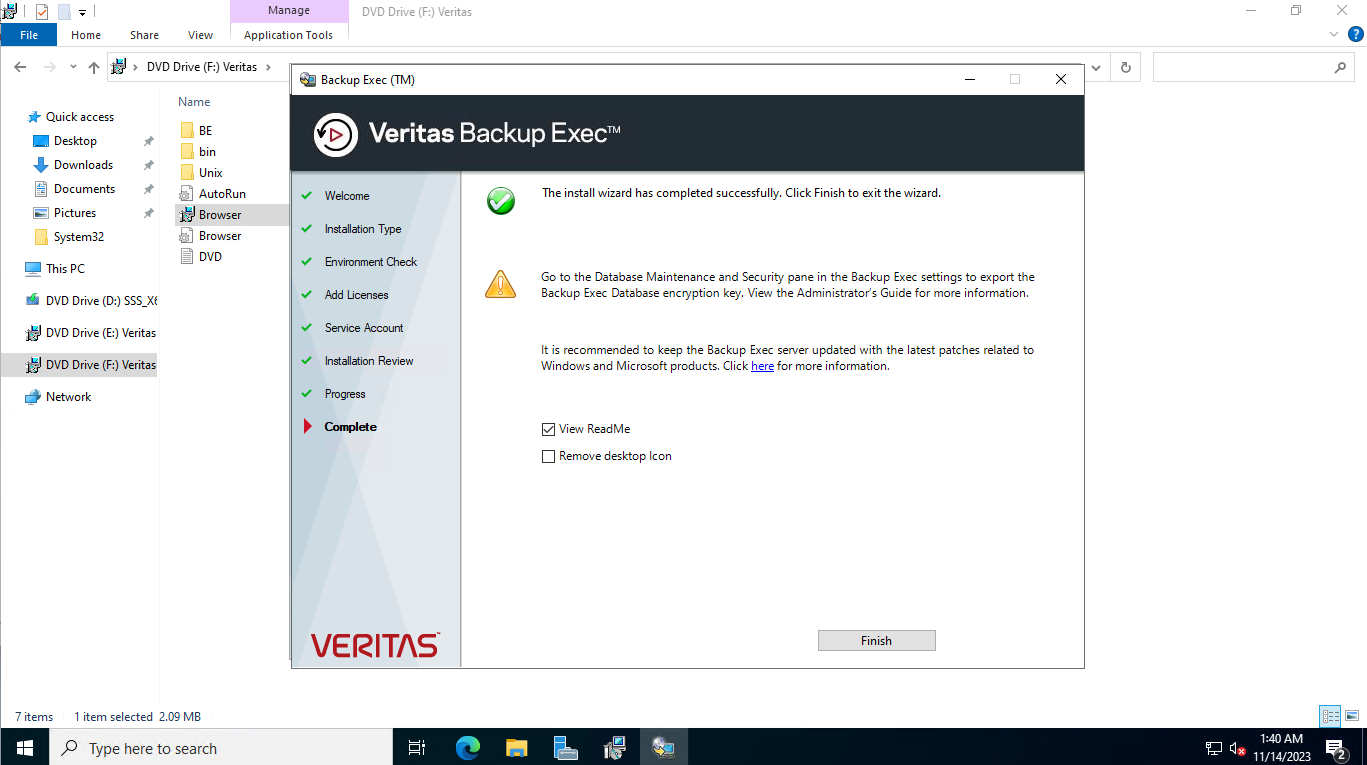 Manage
DVD Drive (F:) Veritas
File
Home
Share
View
Application Tools
?
DVD Drive (F:) Veritas
Quick access
Desktop
Downloads
Documents
Pictures
System32
This PC
DVD Drive (D:) SSS_X6
DVD Drive (E:) Veritas
DVD Drive (F:) Veritas
Network
Name
BE
bin
Unix
AutoRun
Browser
Browser
DVD
Backup Exec (TM)
Veritas Backup Exec™
Welcome
Installation Type
Environment Check
Add Licenses
Service Account
Installation Review
Progress
Complete
VERITAS™
The install wizard has completed successfully. Click Finish to exit the wizard.
Go to the Database Maintenance and Security pane in the Backup Exec settings to export the
Backup Exec Database encryption key. View the Administrator's Guide for more information.
It is recommended to keep the Backup Exec server updated with the latest patches related to
Windows and Microsoft products. Click here for more information.
View ReadMe
Remove desktop Icon
Finish
7 items
1 item selected 2.09 MB
Type here to search
1:40 AM
11/14/2023
2